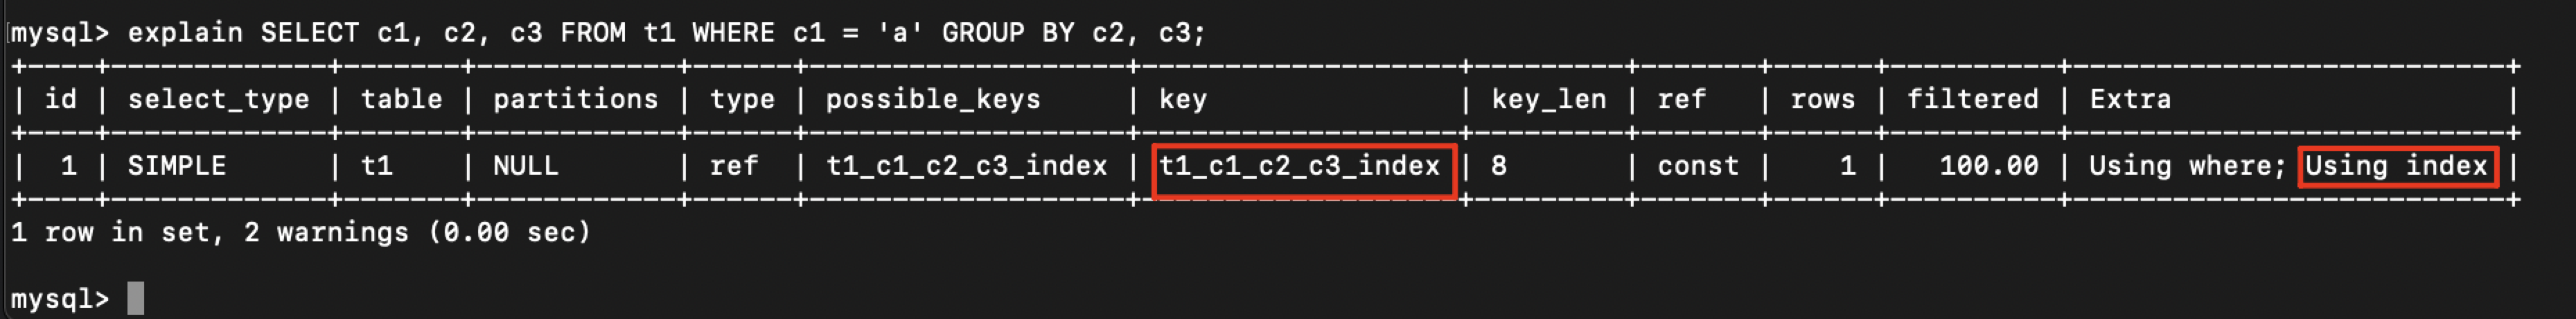 mysql> explain SELECT c1, c2, c3 FROM t1 WHERE c1 = 'a' GROUP BY c2, c3;
+----+-------------+-------+------------+------+-------------------+-------------------+---------+-------+------+----------+--------------------------+
| id | select_type | table | partitions | type | possible_keys     | key               | key_len | ref   | rows | filtered | Extra                    |
+----+-------------+-------+------------+------+-------------------+-------------------+---------+-------+------+----------+--------------------------+
|  1 | SIMPLE      | t1    | NULL       | ref  | t1_c1_c2_c3_index | t1_c1_c2_c3_index | 8       | const |    1 |   100.00 | Using where; Using index |
+----+-------------+-------+------------+------+-------------------+-------------------+---------+-------+------+----------+--------------------------+
1 row in set, 2 warnings (0.00 sec)
mysql>